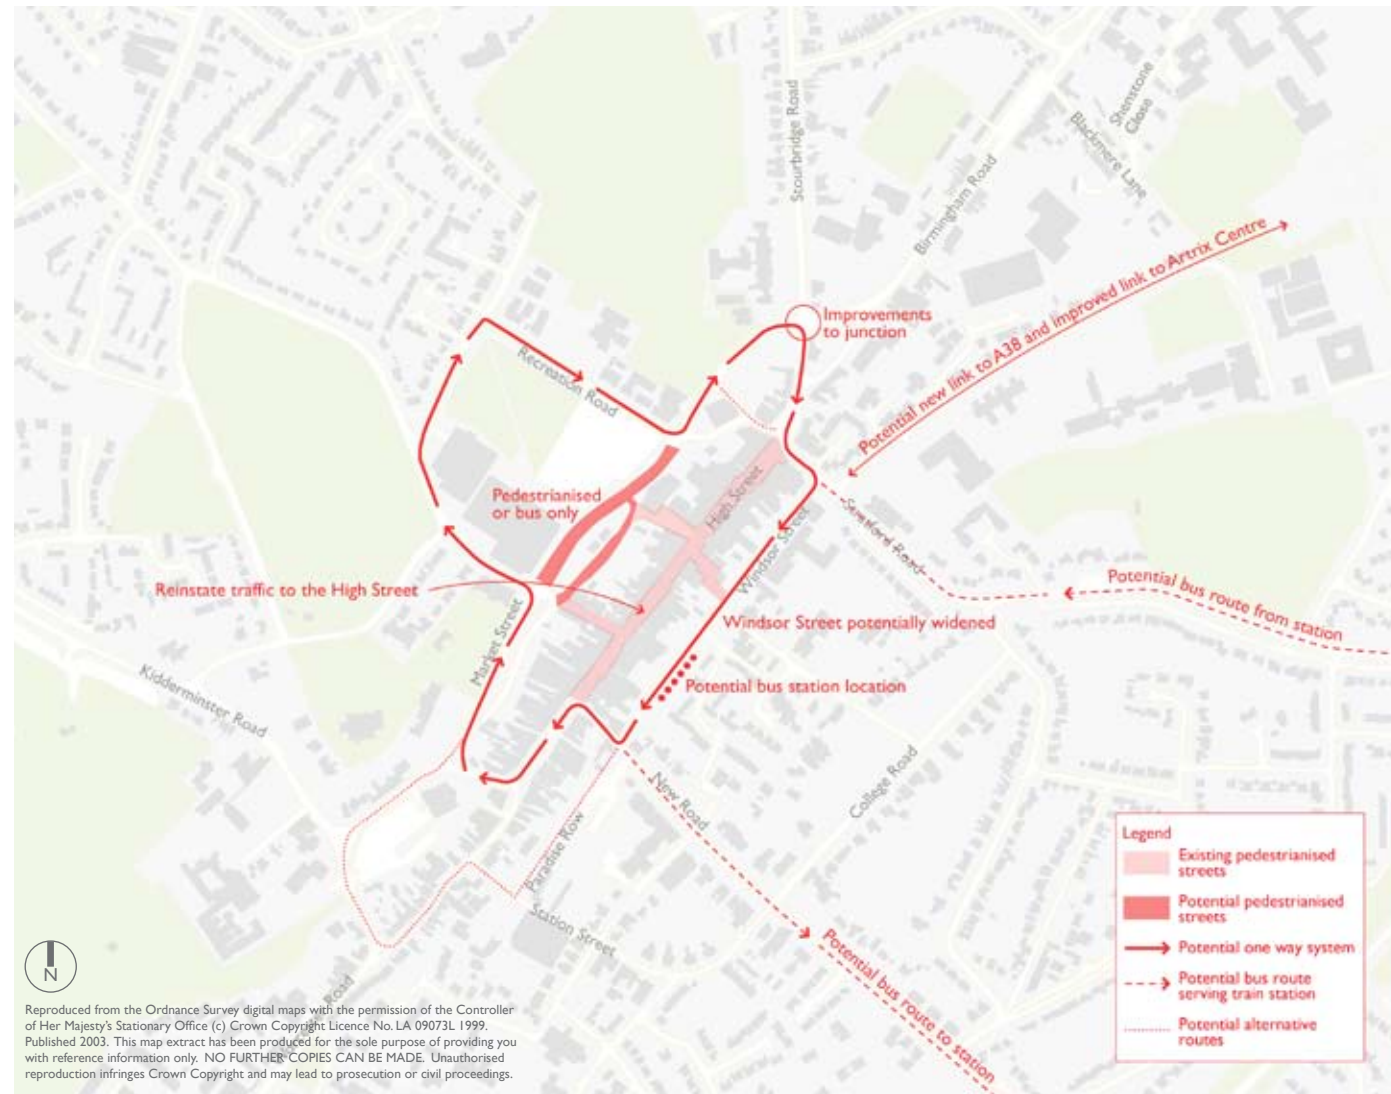 Stourbridge Road
Shenstone
Close
Blackmere Lane
Birmingham Road
Potential new link to A38 and improved link to Artrix Centre
Improvements
to junction
Recreation Road
High Street
Pedestrianised
or bus only
Stratford Road
Windsor Street
Reinstate traffic to the High Street
Potential bus route from station
Windsor Street potentially widened
Market Street
Kidderminster Road
Potential bus station location
New Road
College Road
Paradise Row
Station Street
Potential bus route to station
Road
Legend
Existing pedestrianised
streets
Potential pedestrianised
streets
Potential one way system
Potential bus route
serving train station
Potential alternative
routes
N
Reproduced from the Ordnance Survey digital maps with the permission of the Controller
of Her Majesty's Stationary Office (c) Crown Copyright Licence No. LA 09073L 1999.
Published 2003. This map extract has been produced for the sole purpose of providing you
with reference information only. NO FURTHER COPIES CAN BE MADE. Unauthorised
reproduction infringes Crown Copyright and may lead to prosecution or civil proceedings.